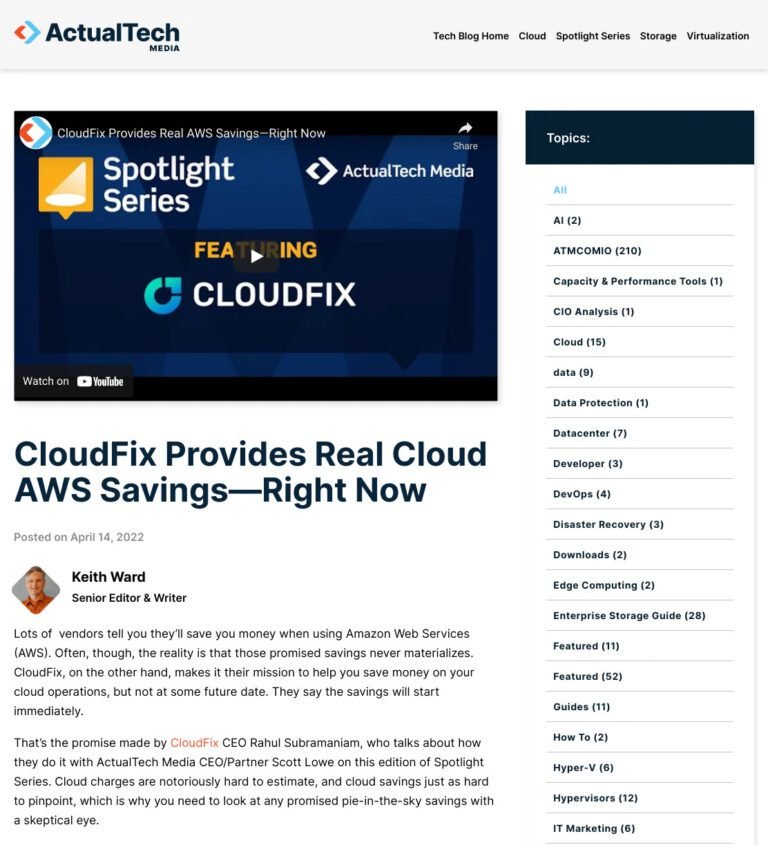 ActualTech
MEDIA
Tech Blog Home Cloud Spotlight Series Storage Virtualization
CloudFix Provides Real AWS Savings—Right Now
Share
Spotlight
Series
ActualTech Media
FEATURING
CLOUDFIX
Watch on YouTube
CloudFix Provides Real Cloud
AWS Savings—Right Now
Posted on April 14, 2022
Keith Ward
Senior Editor & Writer
Lots of  vendors tell you they’ll save you money when using Amazon Web Services
(AWS). Often, though, the reality is that those promised savings never materializes.
CloudFix, on the other hand, makes it their mission to help you save money on your
cloud operations, but not at some future date. They say the savings will start
immediately.
That’s the promise made by CloudFix CEO Rahul Subramaniam, who talks about how
they do it with ActualTech Media CEO/Partner Scott Lowe on this edition of Spotlight
Series. Cloud charges are notoriously hard to estimate, and cloud savings just as hard
to pinpoint, which is why you need to look at any promised pie-in-the-sky savings with
a skeptical eye.
Topics:
All
AI (2)
ATMCOMIO (210)
Capacity & Performance Tools (1)
CIO Analysis (1)
Cloud (15)
data (9)
Data Protection (1)
Datacenter (7)
Developer (3)
DevOps (4)
Disaster Recovery (3)
Downloads (2)
Edge Computing (2)
Enterprise Storage Guide (28)
Featured (11)
Featured (52)
Guides (11)
How To (2)
Hyper-V (6)
Hypervisors (12)
IT Marketing (6)